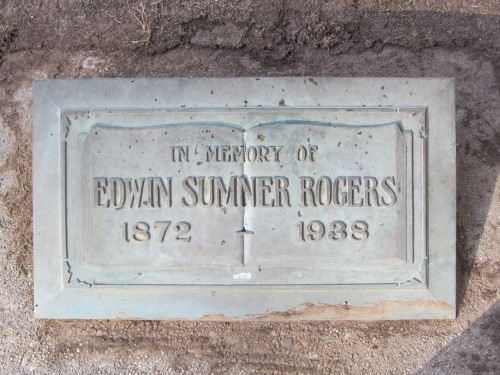 IN MEMORY OF
EDWIN SUMNER ROGERS
1872 - 1938